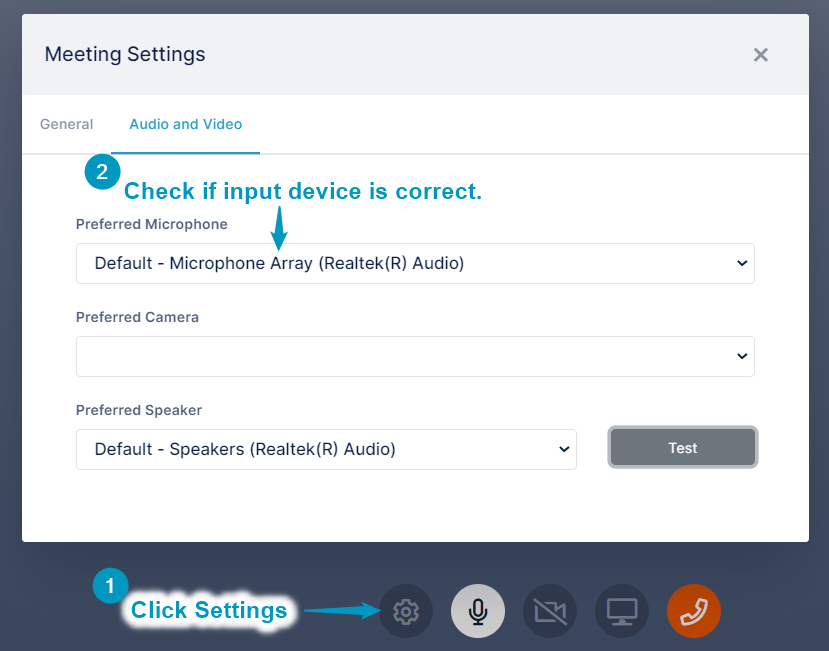 Meeting Settings
General
Audio and Video
2
Check if input device is correct.
Preferred Microphone
Default - Microphone Array (Realtek(R) Audio)
Preferred Camera
Preferred Speaker
Default - Speakers (Realtek(R) Audio)
Test
1
Click Settings